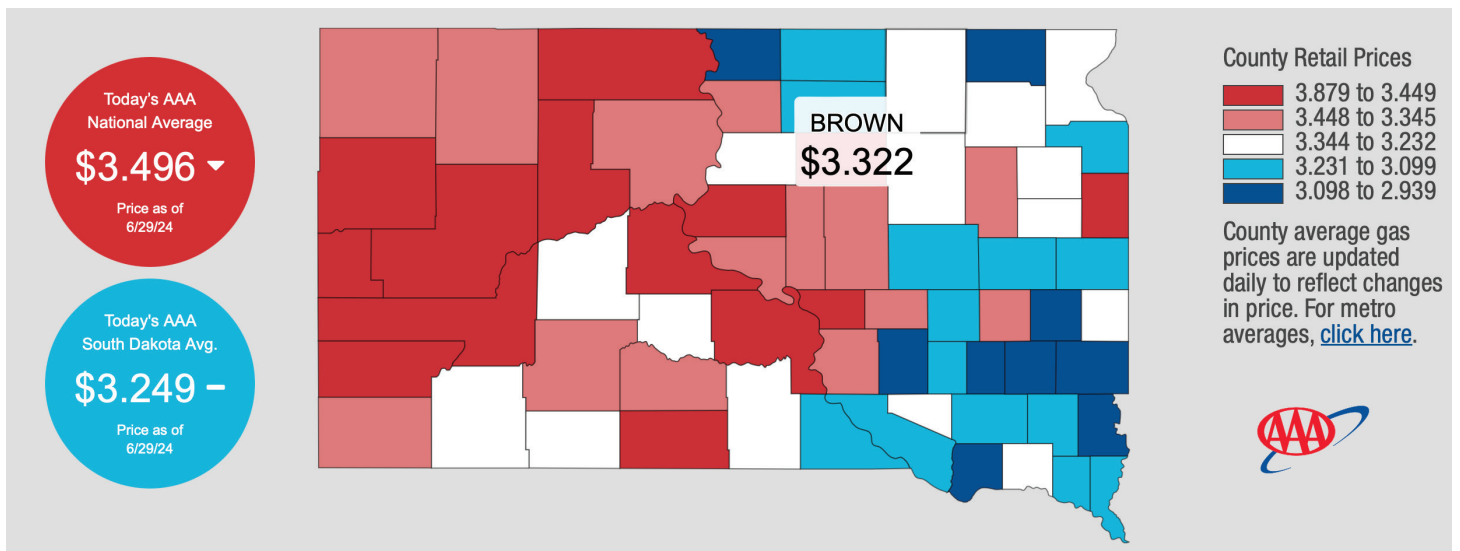 Today's AAA
National Average
$3.496
Price as of
6/29/24
Today's AAA
South Dakota Avg.
$3.249 –
Price as of
6/29/24
BROWN
$3.322
County Retail Prices
3.879 to 3.449
3.448 to 3.345
3.344 to 3.232
3.231 to 3.099
3.098 to 2.939
County average gas
prices are updated
daily to reflect changes
in price. For metro
averages, click here.
AAA